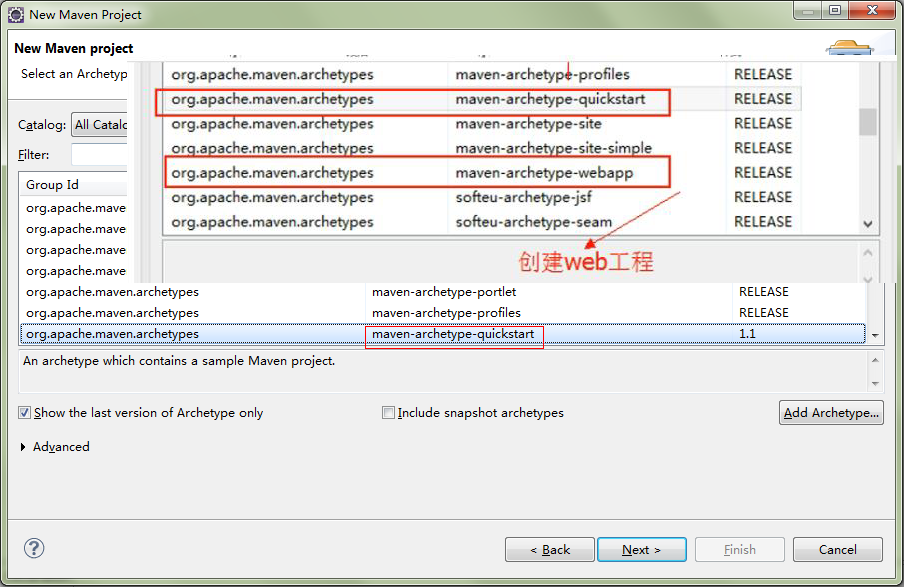 New Maven Project
New Maven project
Select an Archetyp
org.apache.maven.archetypes maven-archetype-profiles RELEASE
org.apache.maven.archetypes maven-archetype-quickstart RELEASE
org.apache.maven.archetypes maven-archetype-site RELEASE
org.apache.maven.archetypes maven-archetype-site-simple RELEASE
org.apache.maven.archetypes maven-archetype-webapp RELEASE
org.apache.maven.archetypes softeu-archetype-jsf RELEASE
org.apache.maven.archetypes softeu-archetype-seam RELEASE
创建web工程
Catalog: All Catalo
Filter:
Group Id
org.apache.mave
org.apache.mave
org.apache.mave
org.apache.mave
org.apache.maven.archetypes maven-archetype-portlet RELEASE
org.apache.maven.archetypes maven-archetype-profiles RELEASE
org.apache.maven.archetypes maven-archetype-quickstart 1.1
An archetype which contains a sample Maven project.
Show the last version of Archetype only Include snapshot archetypes Add Archetype...
Advanced
? < Back Next > Finish Cancel